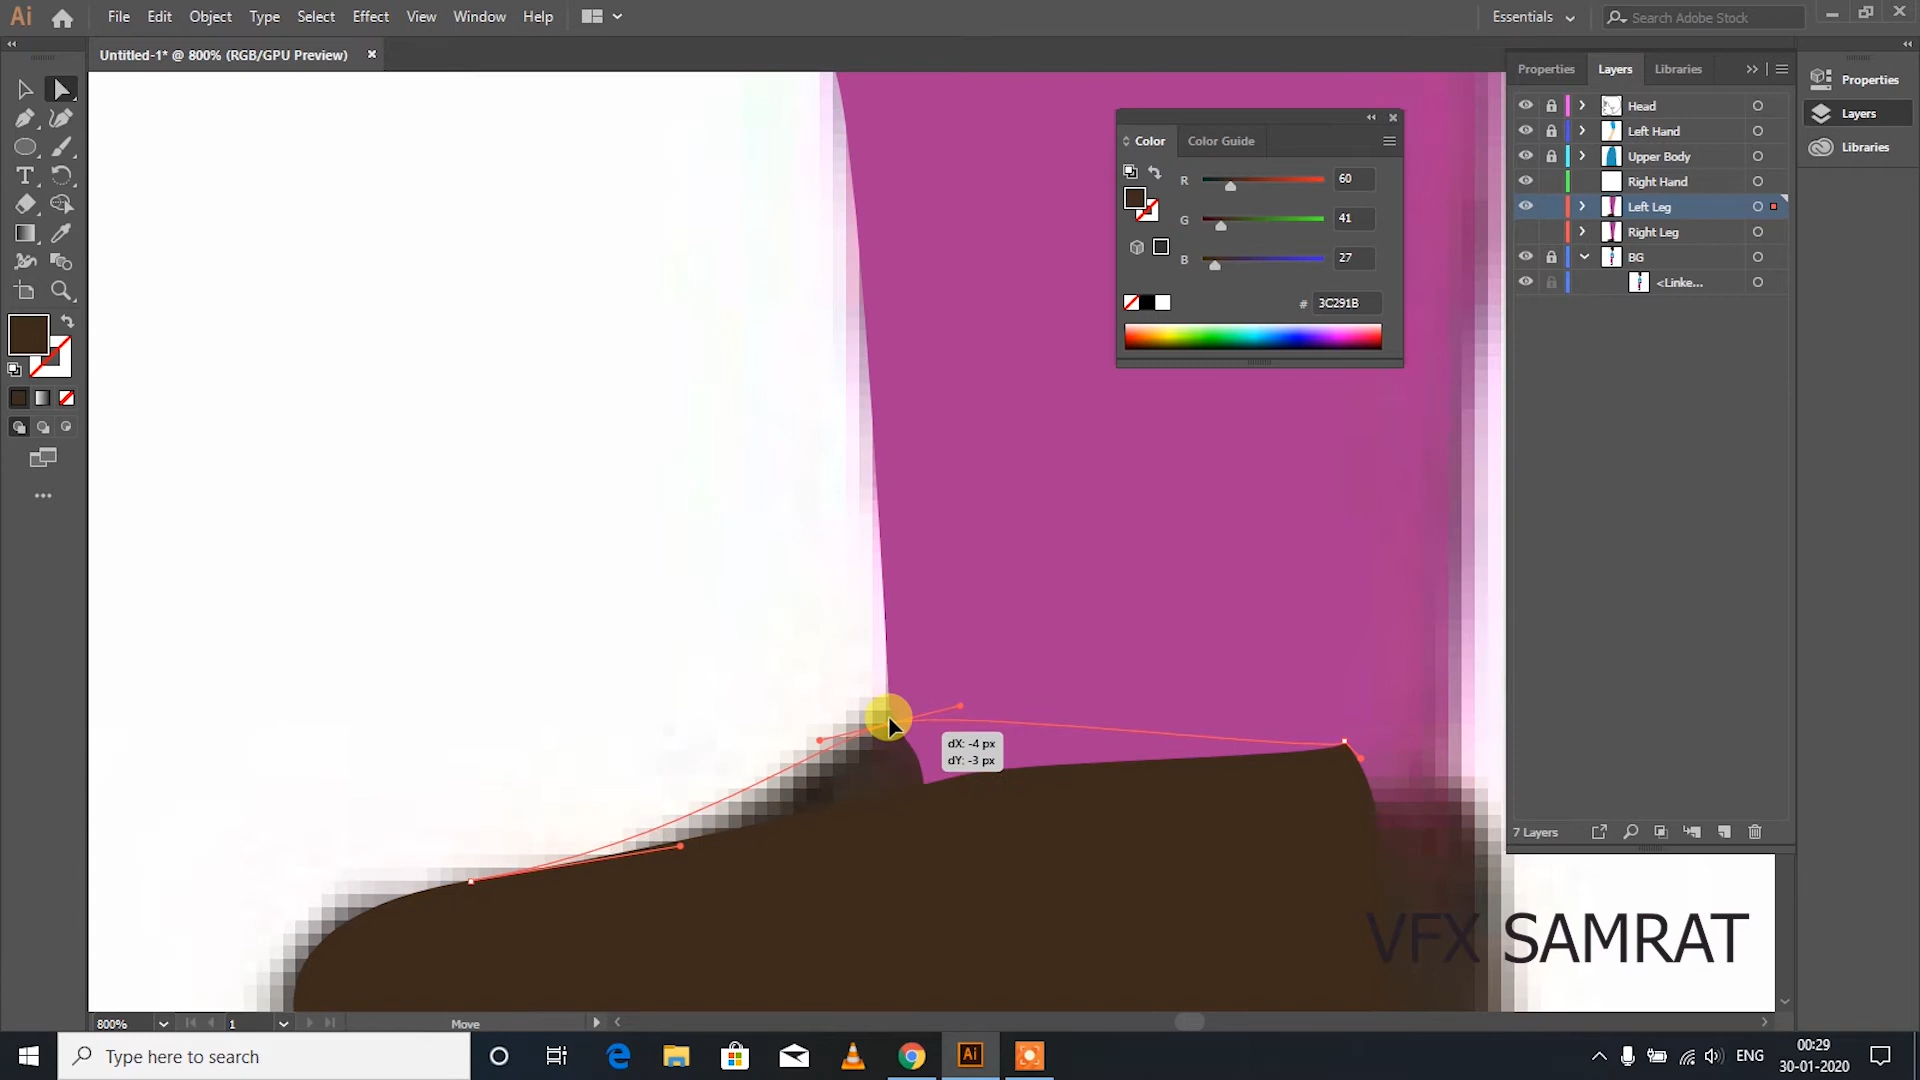 Ai File Edit Object Select Type Effect View Window Help Essentials Search Adobe Stock
Untitled-1* @ 800% (RGB/GPU Preview)
Properties Layers Libraries
Head
Left Hand
Upper Body
Right Hand
Left Leg
Right Leg
BG
<Linke...
7 Layers
Properties
Layers
Libraries
Color Color Guide
R 60
G 41
B 27
# 3C291B
dX: -4 px
dY: -3 px
VFX SAMRAT
800% 1 Move
Type here to search
Ai
ENG
00:29
30-01-2020